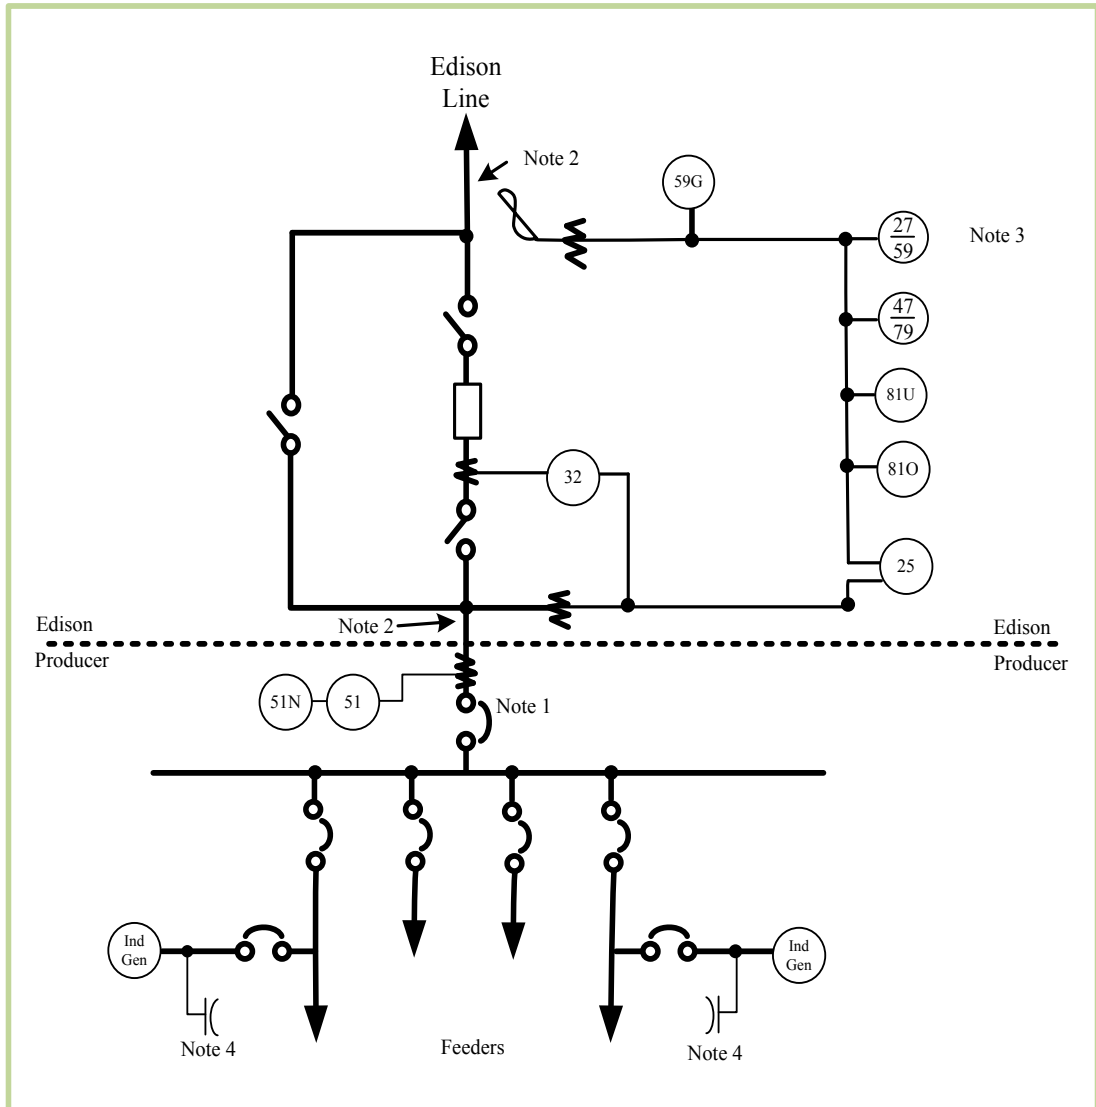 Edison
Line
Note 2
59G
27
59
Note 3
47
79
81U
81O
32
25
Note 2
Edison
Edison
Producer
Producer
51N
51
Note 1
Ind
Gen
Ind
Gen
Note 4
Feeders
Note 4